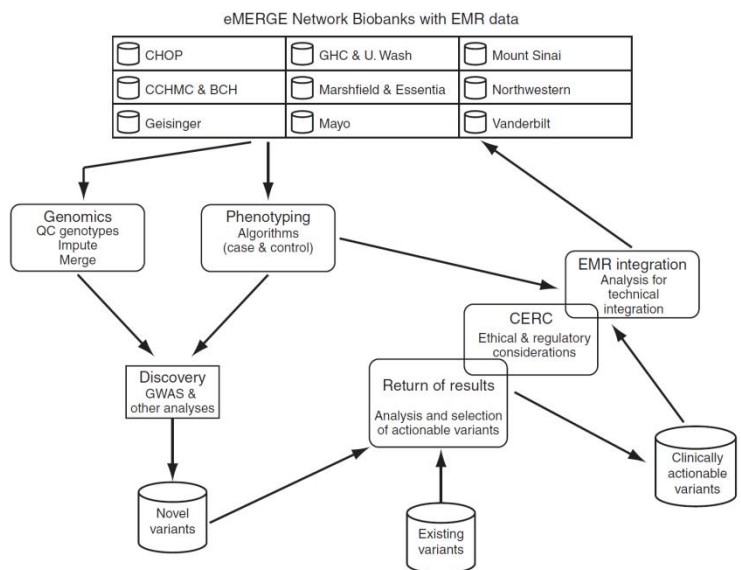 eMERGE Network Biobanks with EMR data
CHOP
GHC & U. Wash
Mount Sinai
CCHMC & BCH
Marshfield & Essentia
Northwestern
Geisinger
Mayo
Vanderbilt
Genomics
QC genotypes
Impute
Merge
Phenotyping
Algorithms
(case & control)
EMR integration
Analysis for
technical
integration
CERC
Ethical & regulatory
considerations
Discovery
GWAS &
other analyses
Return of results
Analysis and selection
of actionable variants
Clinically
actionable
variants
Novel
variants
Existing
variants